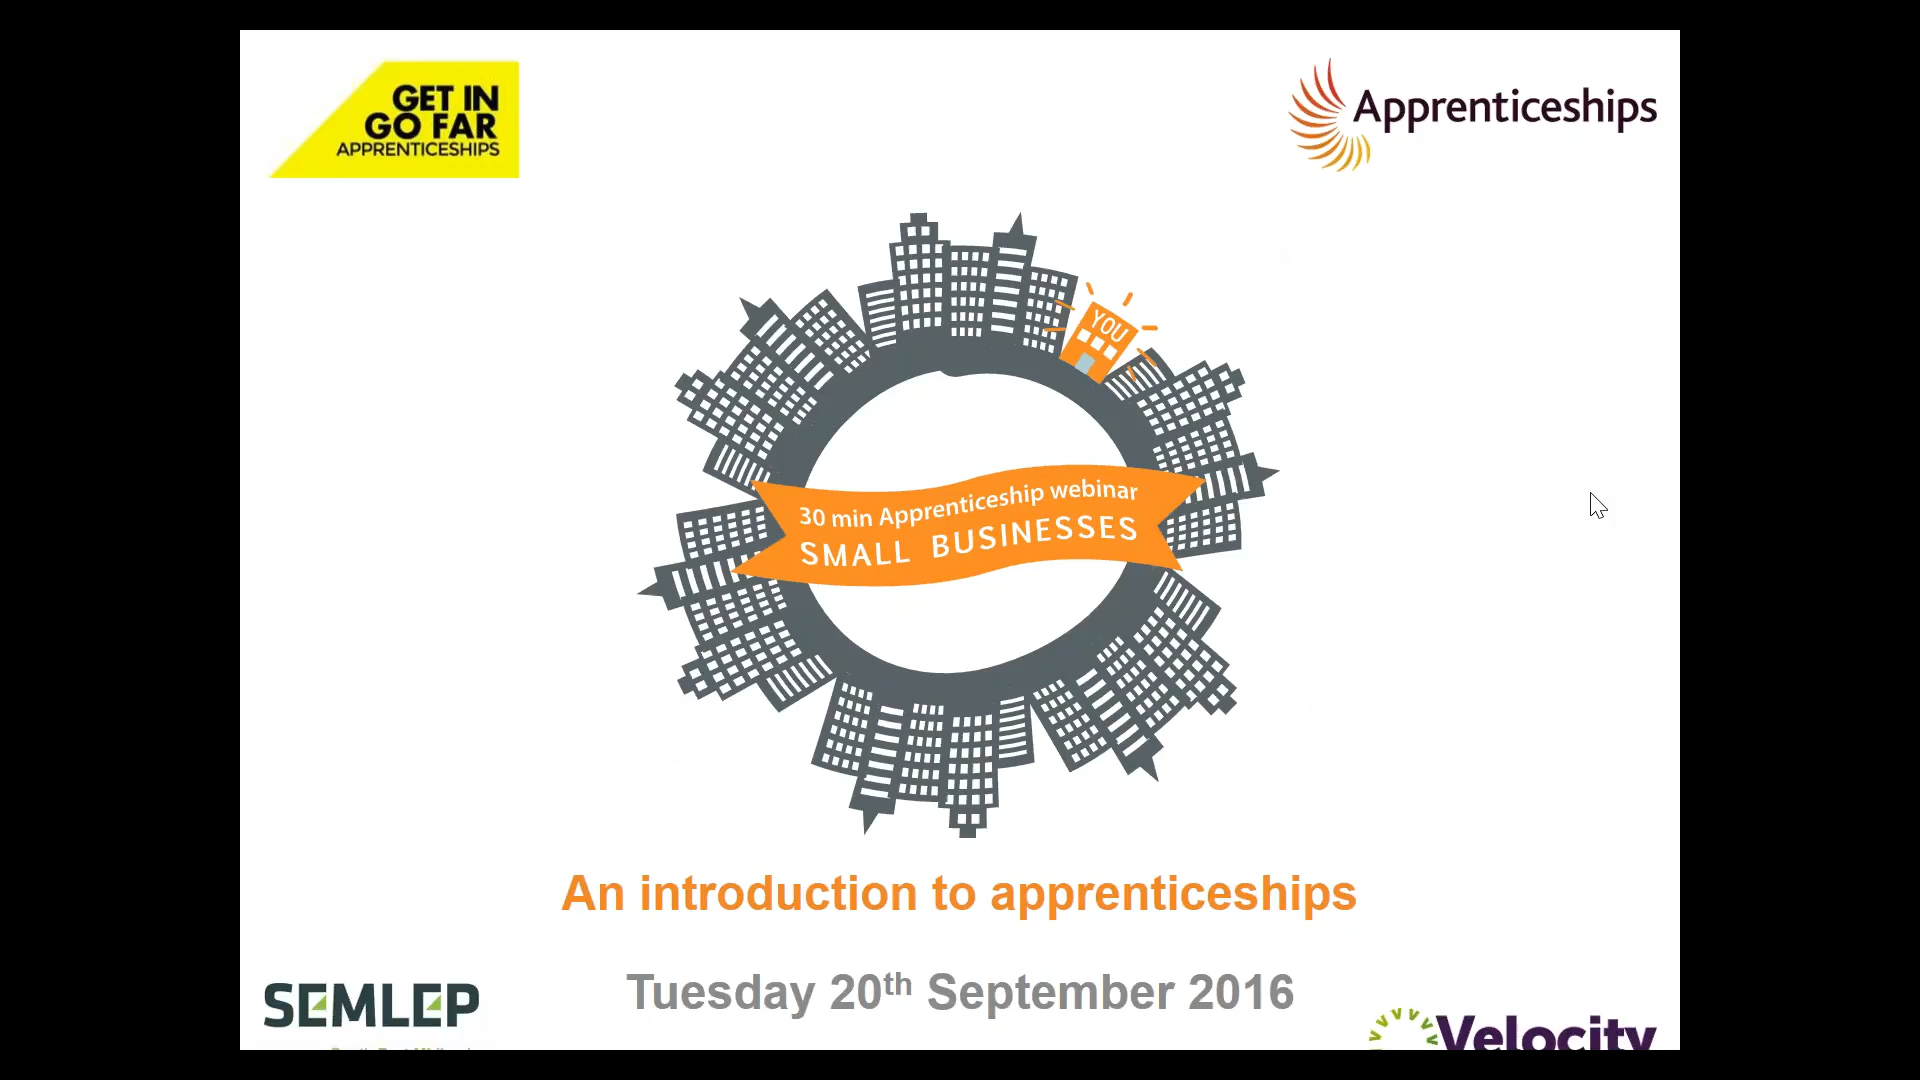 GET IN
GO FAR
APPRENTICESHIPS
Apprenticeships
YOU
30 min Apprenticeship webinar
SMALL BUSINESSES
An introduction to apprenticeships
Tuesday 20th September 2016
SEMLEP
Velocity